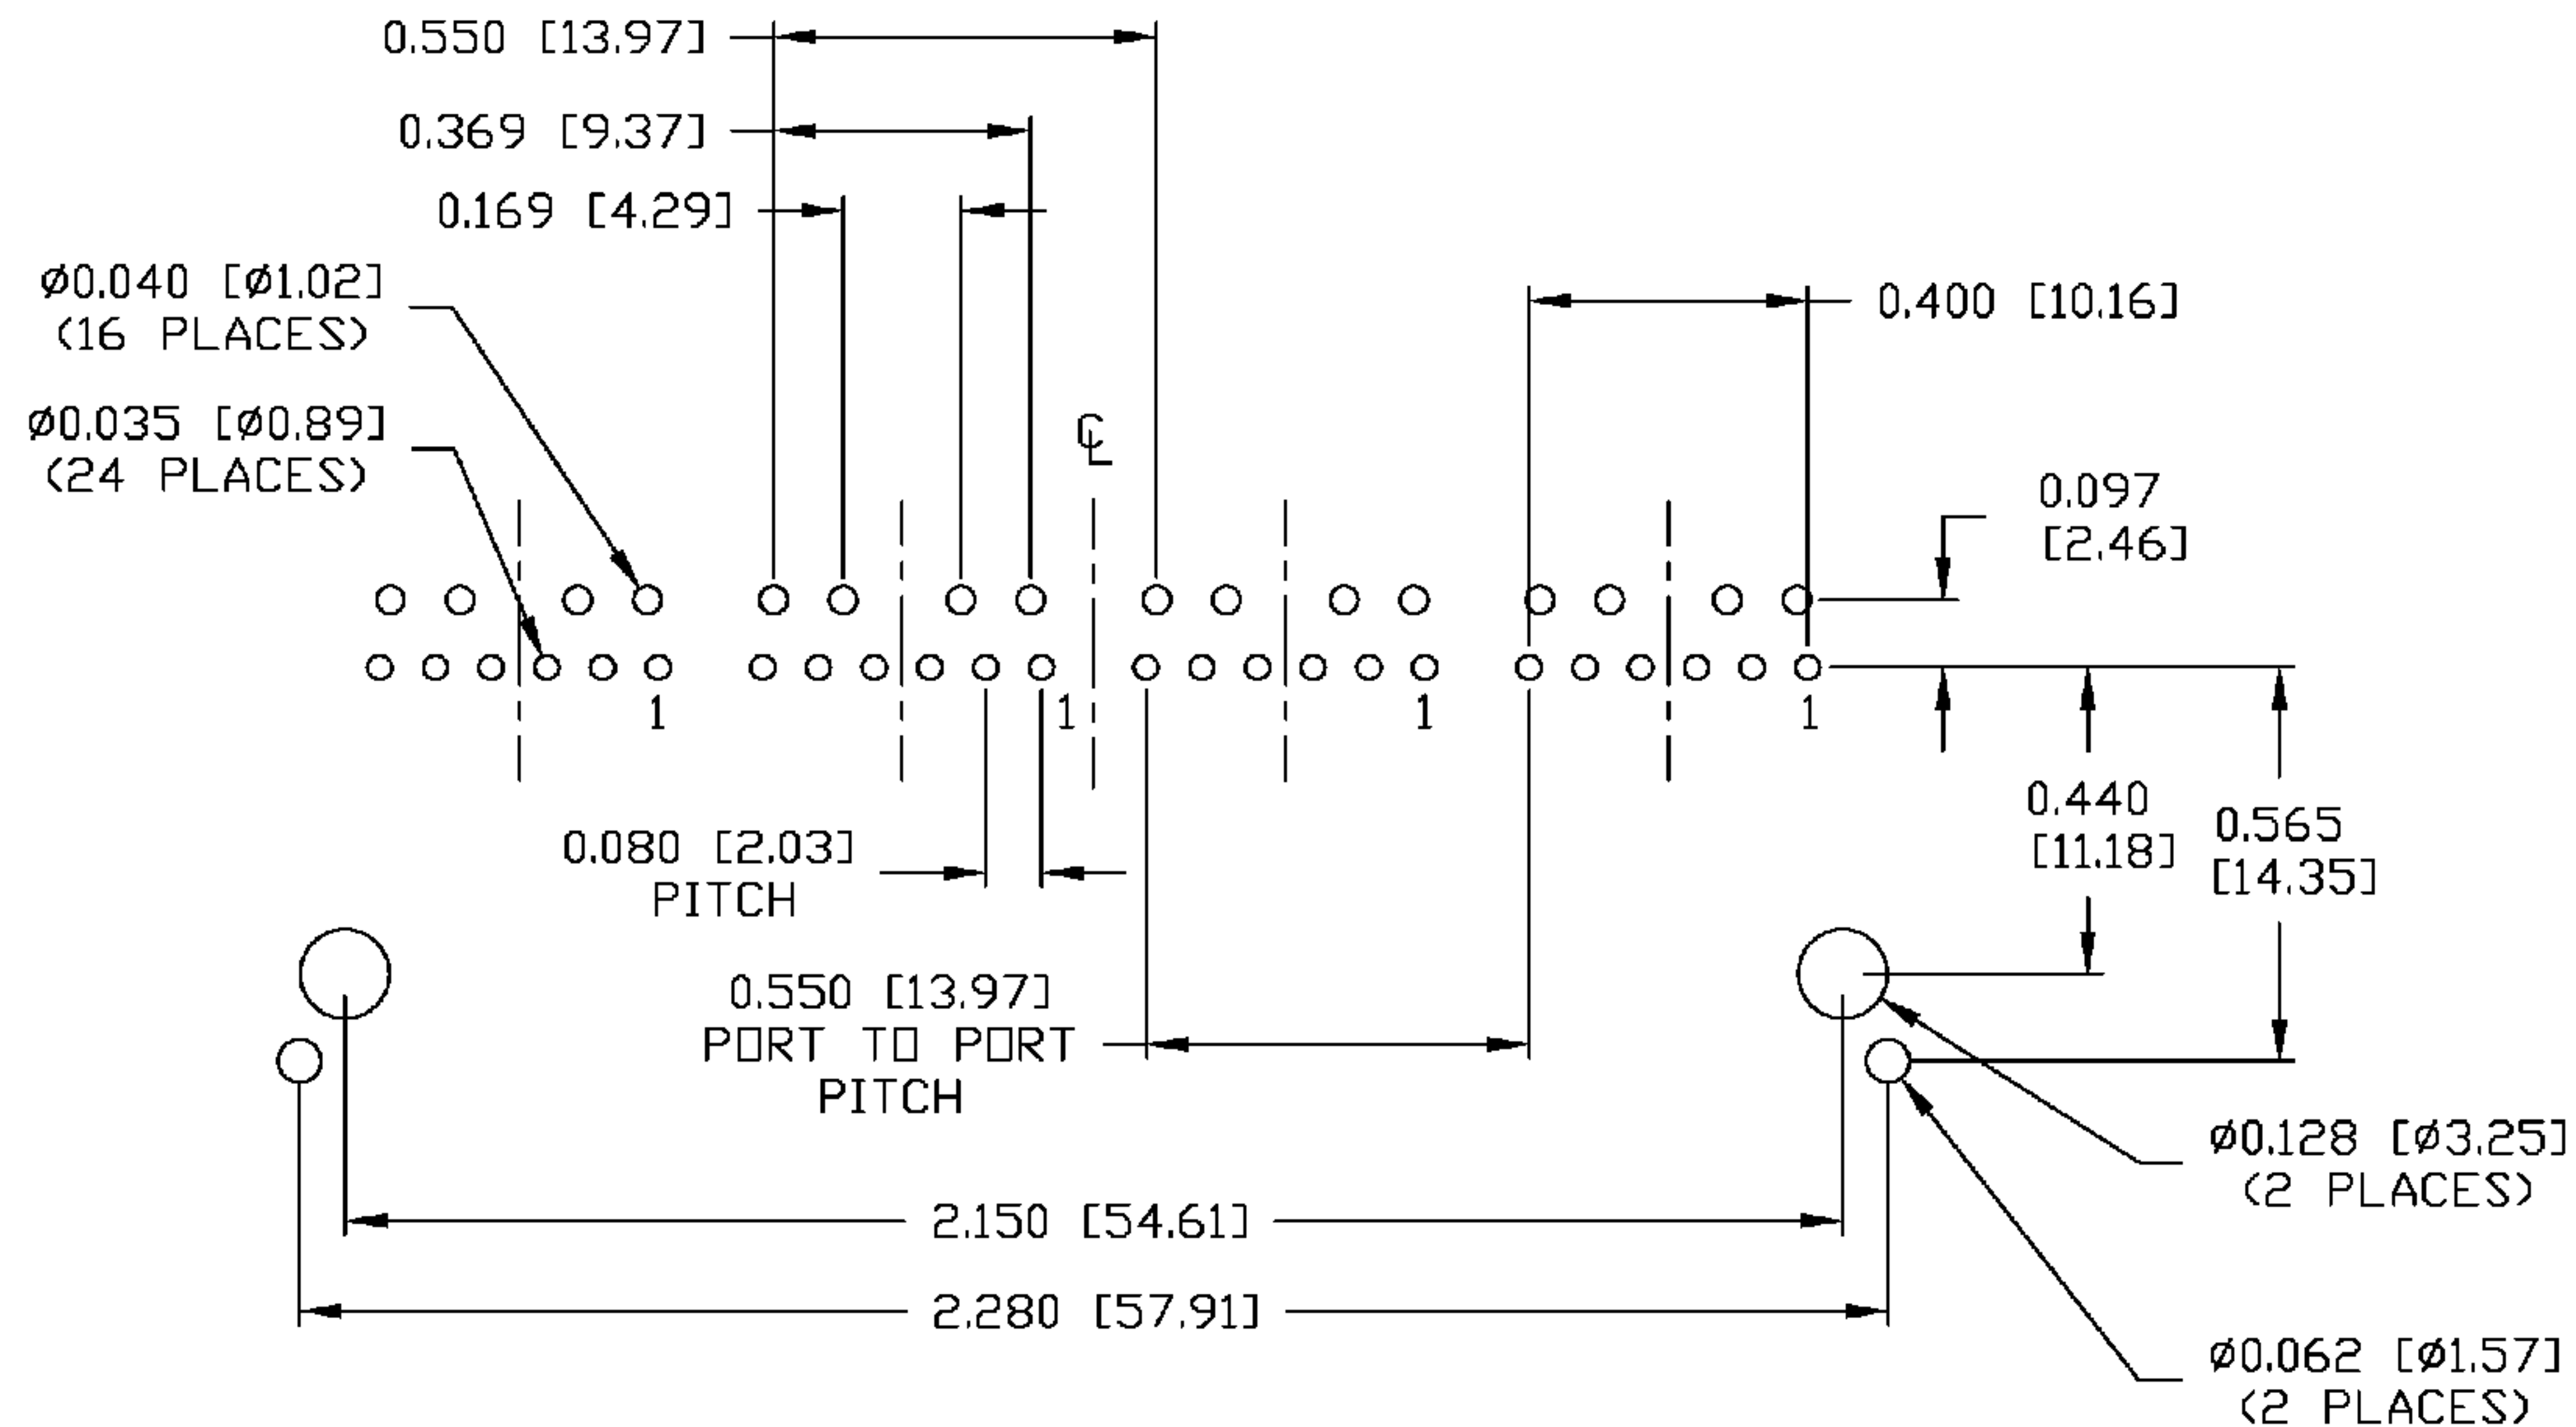 0.550 [13.97]
0.369 [9.37]
0.169 [4.29]
ø0.040 [ø1.02]
(16 PLACES)
0.400 [10.16]
ø0.035 [ø0.89]
(24 PLACES)
CL
0.097
[2.46]
1
1
1
1
0.440
[11.18]
0.565
[14.35]
0.080 [2.03]
PITCH
0.550 [13.97]
PORT TO PORT
PITCH
ø0.128 [ø3.25]
(2 PLACES)
2.150 [54.61]
2.280 [57.91]
ø0.062 [ø1.57]
(2 PLACES)